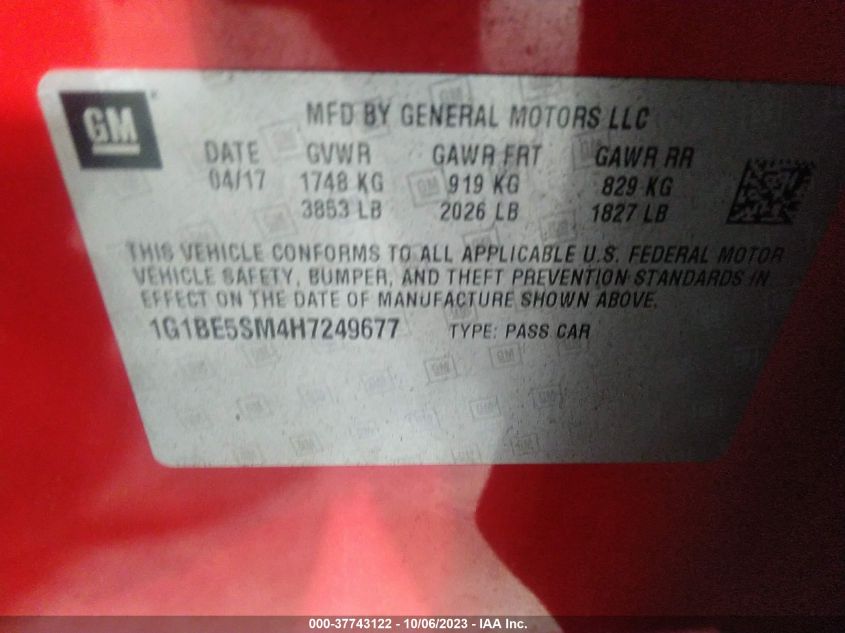 GM
MFD BY GENERAL MOTORS LLC
DATE GVWR GAWR FRT GAWR RR
04/17 1748 KG 919 KG 829 KG
3853 LB 2026 LB 1827 LB
THIS VEHICLE CONFORMS TO ALL APPLICABLE U.S. FEDERAL MOTOR
VEHICLE SAFETY, BUMPER, AND THEFT PREVENTION STANDARDS IN
EFFECT ON THE DATE OF MANUFACTURE SHOWN ABOVE.
1G1BE5SM4H7249677 TYPE: PASS CAR
000-37743122 - 10/06/2023 - IAA Inc.